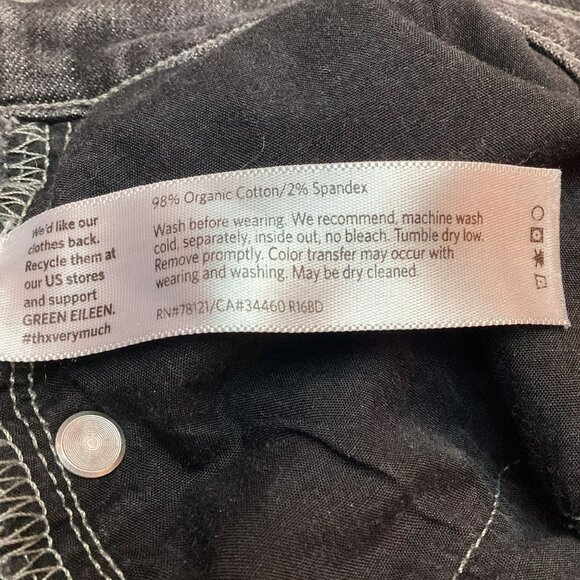 We'd like our
clothes back.
Recycle them at
our US stores
and support
GREEN EILEEN.
#thxverymuch
98% Organic Cotton/2% Spandex
Wash before wearing. We recommend, machine wash
cold, separately, inside out, no bleach. Tumble dry low.
Remove promptly. Color transfer may occur with
wearing and washing. May be dry cleaned.
RN#78121/CA#34460 R16BD